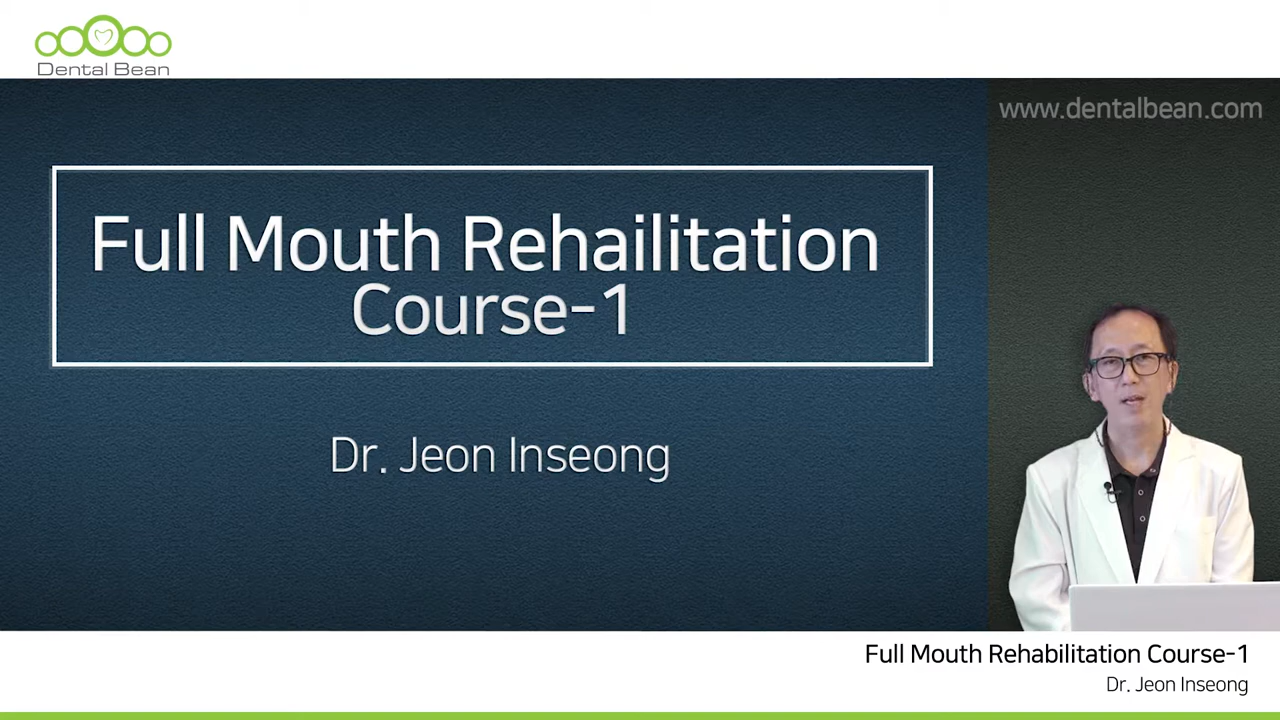 Dental Bean
www.dentalbean.com
Full Mouth Rehailitation
Course-1
Dr. Jeon Inseong
Full Mouth Rehabilitation Course-1
Dr. Jeon Inseong